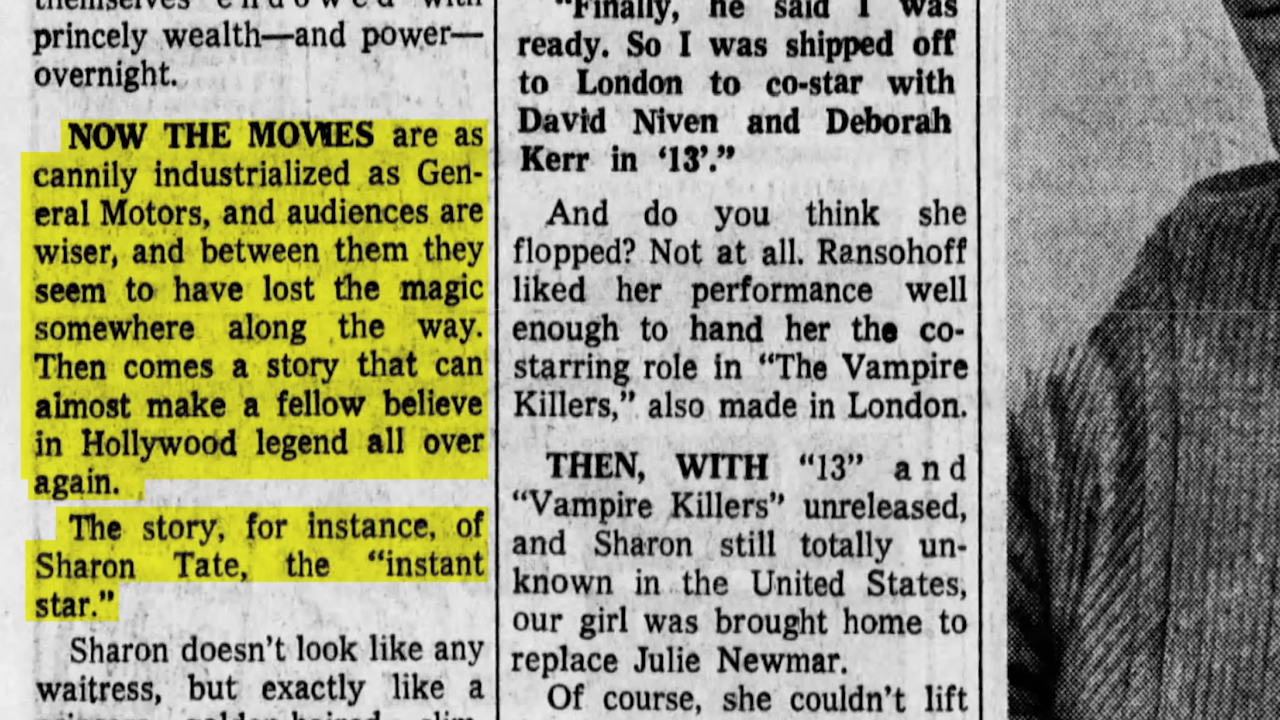 themselves endowed with
princely wealth—and power—
overnight.
NOW THE MOVIES are as
cannily industrialized as Gen-
eral Motors, and audiences are
wiser, and between them they
seem to have lost the magic
somewhere along the way.
Then comes a story that can
almost make a fellow believe
in Hollywood legend all over
again.
The story, for instance, of
Sharon Tate, the “instant
star.”
Sharon doesn’t look like any
waitress, but exactly like a
“Finally, he said I was
ready. So I was shipped off
to London to co-star with
David Niven and Deborah
Kerr in ‘13’.”
And do you think she
flopped? Not at all. Ransohoff
liked her performance well
enough to hand her the co-
starring role in “The Vampire
Killers,” also made in London.
THEN, WITH “13” and
“Vampire Killers” unreleased,
and Sharon still totally un-
known in the United States,
our girl was brought home to
replace Julie Newmar.
Of course, she couldn’t lift